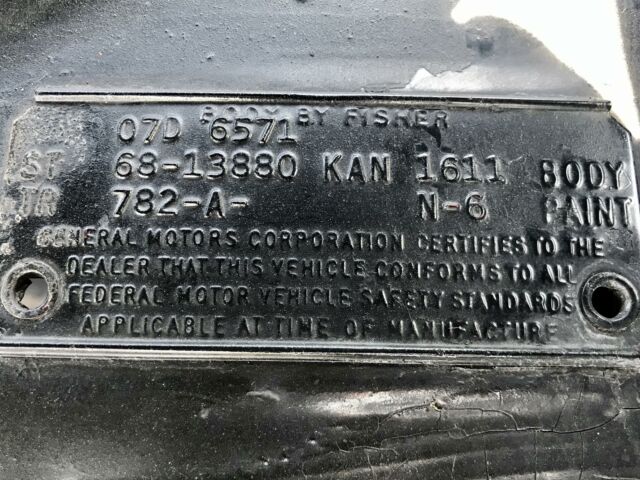 BODY BY FISHER
07D 6571
ST 68-13880 KAN 1611 BODY
TR 782-A- N-6 PAINT
GENERAL MOTORS CORPORATION CERTIFIES TO THE
DEALER THAT THIS VEHICLE CONFORMS TO ALL
FEDERAL MOTOR VEHICLE SAFETY STANDARDS
APPLICABLE AT TIME OF MANUFACTURE